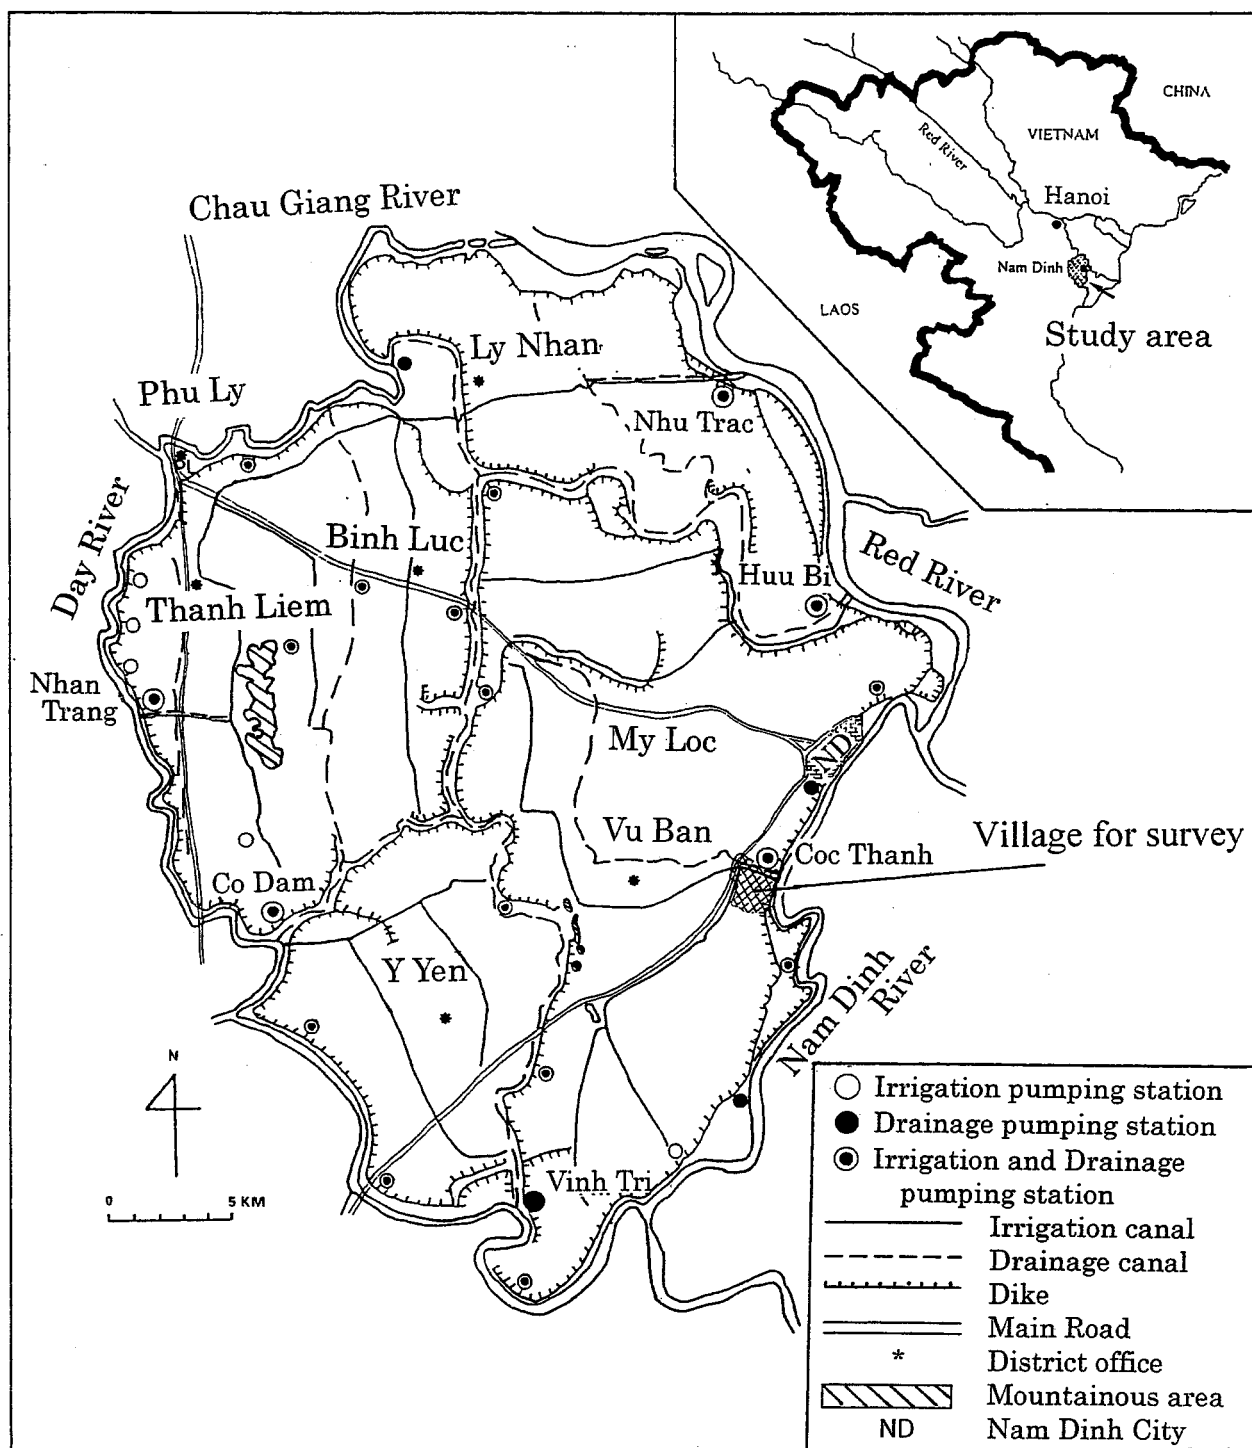 CHINA
VIETNAM
Red River
Hanoi
Nam Dinh
LAOS
Study area
Chau Giang River
Ly Nhan
Phu Ly
Nhu Trac
Day River
Binh Luc
Red River
Huu Bi
Thanh Liem
Nhan
Trang
My Loc
ND
Vu Ban
Village for survey
Coc Thanh
Co Dam
Y Yen
Nam Dinh
River
N
Vinh Tri
0 5 KM
Irrigation pumping station
Drainage pumping station
Irrigation and Drainage
pumping station
Irrigation canal
Drainage canal
Dike
Main Road
* District office
Mountainous area
ND Nam Dinh City